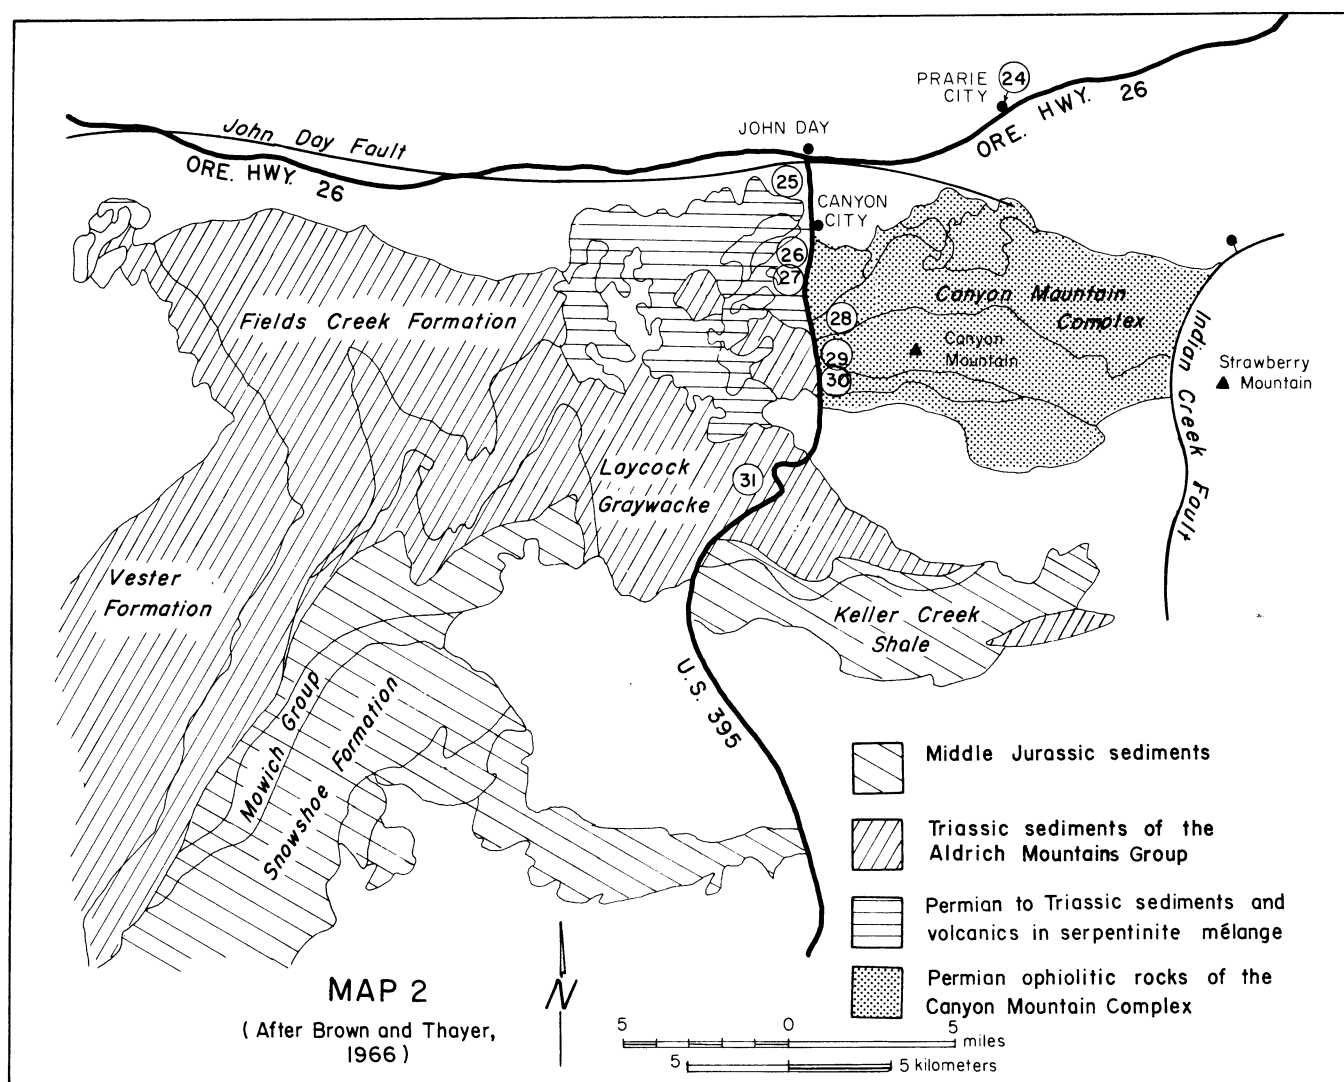 PRARIE 24
CITY
ORE. HWY. 26
JOHN DAY
John Day Fault
ORE. HWY. 26
25
CANYON
CITY
26
27
28
29
30
31
Canyon Mountain
Complex
Canyon
Mountain
Indian Creek Fault
Strawberry
Mountain
Fields Creek Formation
Laycock
Graywacke
Vester
Formation
Keller Creek
Shale
Mowich Group
Snowshoe Formation
U.S. 395
Middle Jurassic sediments
Triassic sediments of the
Aldrich Mountains Group
Permian to Triassic sediments and
volcanics in serpentinite mélange
Permian ophiolitic rocks of the
Canyon Mountain Complex
MAP 2
(After Brown and Thayer,
1966)
N
5 0 5 miles
5 5 kilometers